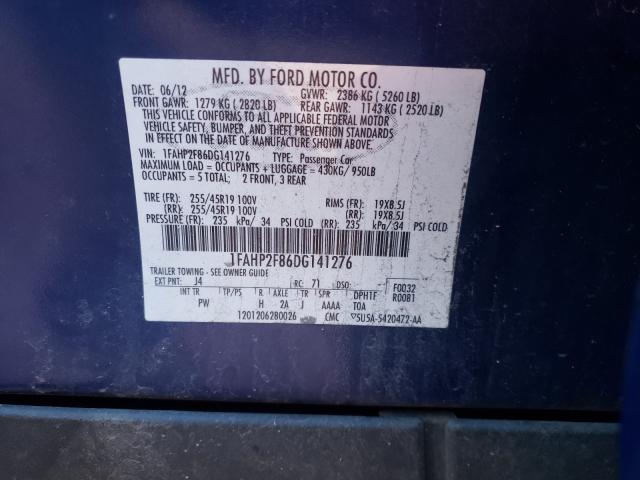 MFD. BY FORD MOTOR CO.
DATE: 06/12 GVWR: 2386 KG ( 5260 LB)
FRONT GAWR: 1279 KG ( 2820 LB) REAR GAWR: 1143 KG ( 2520 LB)
THIS VEHICLE CONFORMS TO ALL APPLICABLE FEDERAL MOTOR
VEHICLE SAFETY, BUMPER, AND THEFT PREVENTION STANDARDS
IN EFFECT ON THE DATE OF MANUFACTURE SHOWN ABOVE.
VIN: 1FAHP2F86DG141276 TYPE: Passenger Car
MAXIMUM LOAD = OCCUPANTS + LUGGAGE = 430KG/ 950LB
OCCUPANTS = 5 TOTAL; 2 FRONT, 3 REAR
TIRE (FR): 255/45R19 100V RIMS (FR): 19X8.5J
(RR): 255/45R19 100V (RR): 19X8.5J
PRESSURE (FR): 235 kPa/ 34 PSI COLD (RR): 235 kPa/ 34 PSI COLD
1FAHP2F86DG141276
TRAILER TOWING - SEE OWNER GUIDE
EXT PNT: J4 RC: 71 DSO: F0032
INT TR TP/PS R AXLE TR SPR DPH1F R0081
PW H 2A J AAAA TOA
1201206280026 CMC 5U5A-5420472-AA